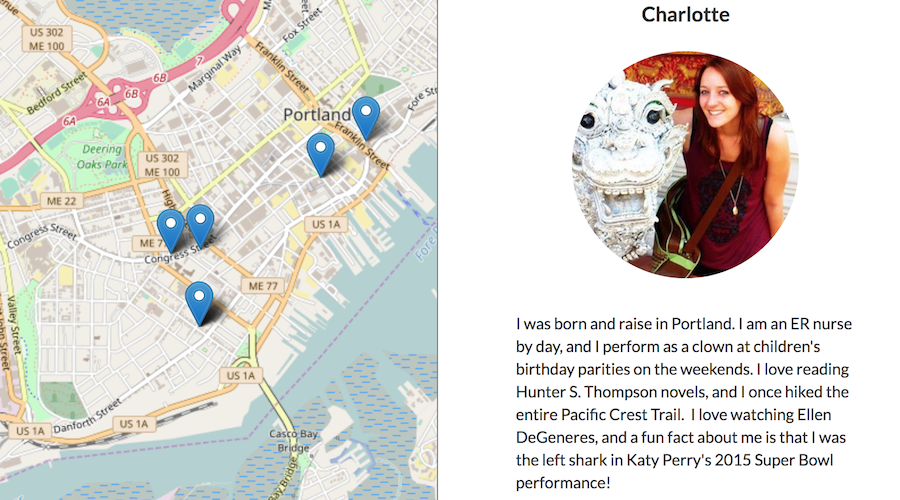 US 302
ME 100
6B
7
6B
6A
6A
Bedford Street
Marginal Way
Fox Street
Franklin Street
Portland
Franklin Street
Fore St
Deering
Oaks Park
US 302
ME 100
ME 22
High
US 1A
Congress Street
ME 77
Congress Street
ME 77
Valley Street
John Street
US 1A
Danforth Street
US 1A
US 1A
Casco Bay
Bridge
Bay Bridge
Fore
Charlotte
I was born and raise in Portland. I am an ER nurse
by day, and I perform as a clown at children's
birthday parities on the weekends. I love reading
Hunter S. Thompson novels, and I once hiked the
entire Pacific Crest Trail.  I love watching Ellen
DeGeneres, and a fun fact about me is that I was
the left shark in Katy Perry's 2015 Super Bowl
performance!